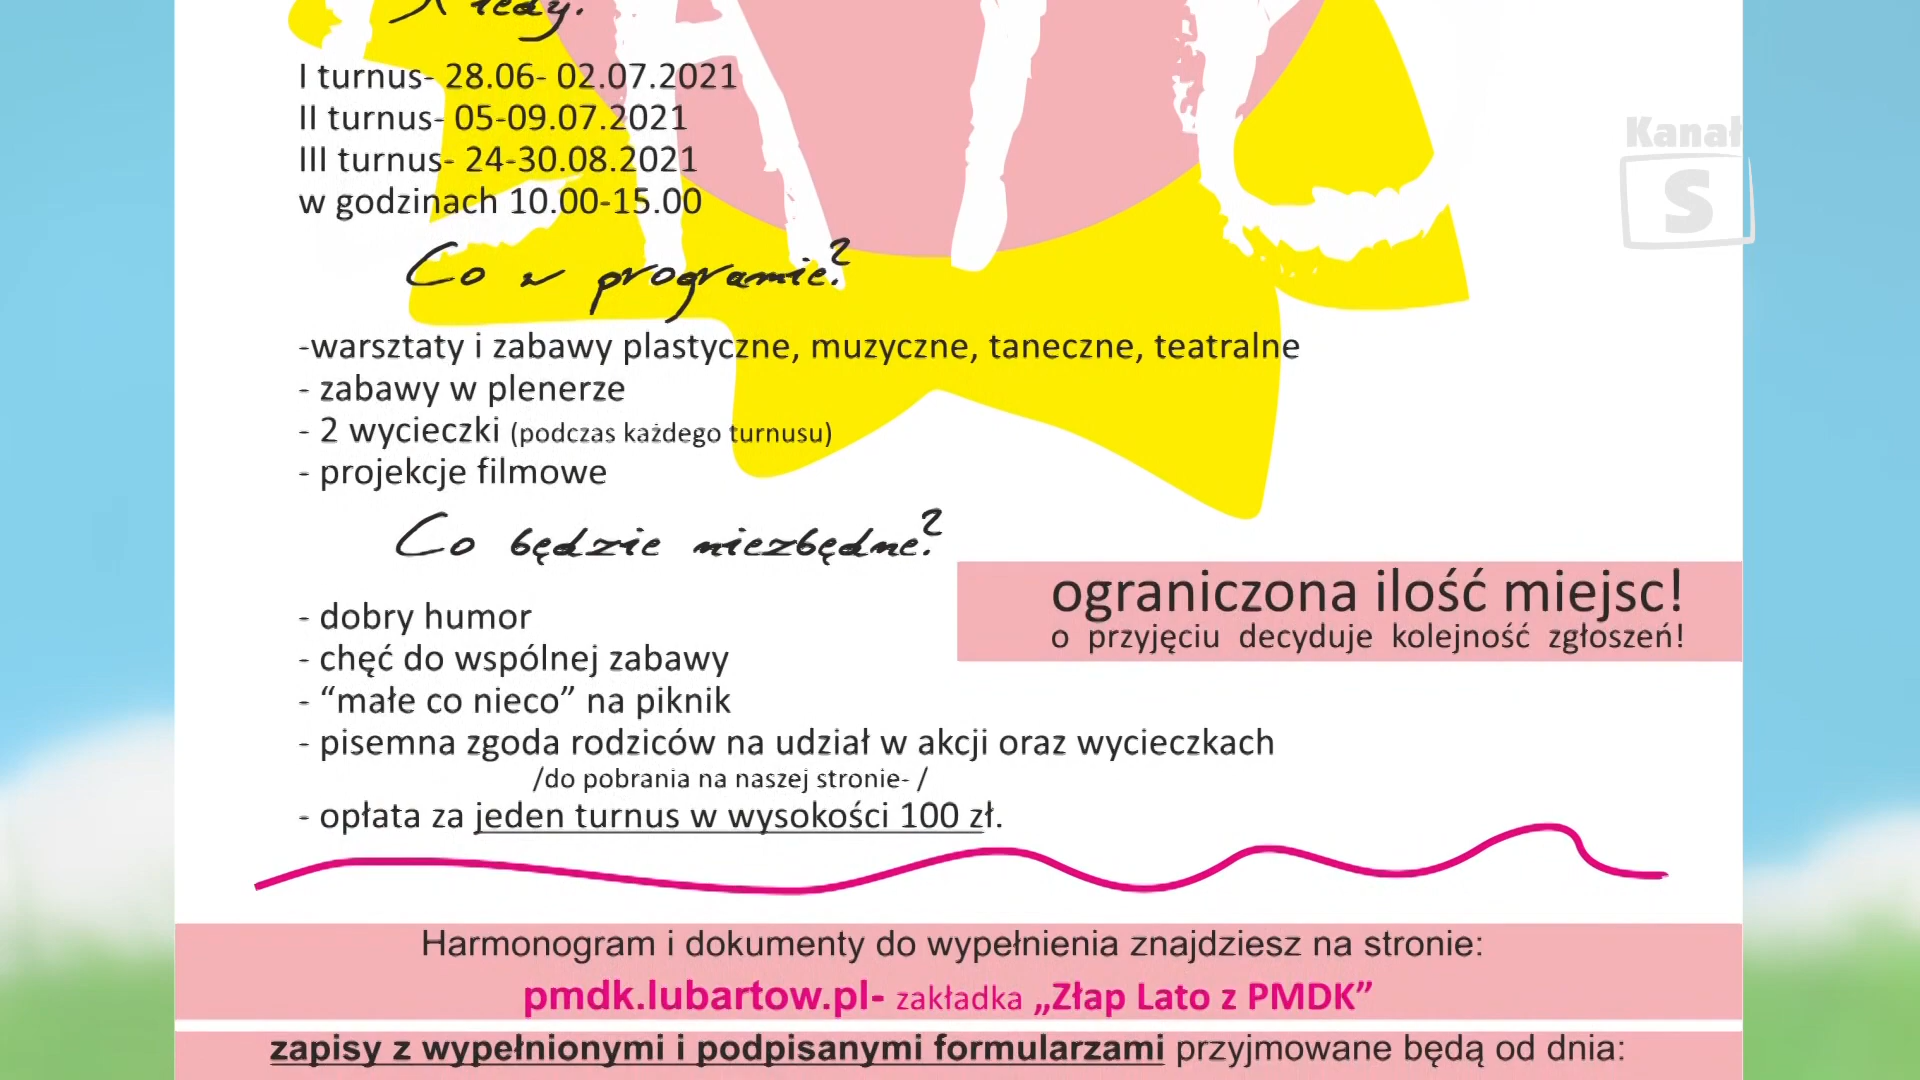 Kiedy?
I turnus- 28.06- 02.07.2021
II turnus- 05-09.07.2021
III turnus- 24-30.08.2021
w godzinach 10.00-15.00
Kanał
S
Co w programie?
-warsztaty i zabawy plastyczne, muzyczne, taneczne, teatralne
- zabawy w plenerze
- 2 wycieczki (podczas każdego turnusu)
- projekcje filmowe
Co będzie niezbędne?
ograniczona ilość miejsc!
o przyjęciu decyduje kolejność zgłoszeń!
- dobry humor
- chęć do wspólnej zabawy
- “małe co nieco” na piknik
- pisemna zgoda rodziców na udział w akcji oraz wycieczkach
/do pobrania na naszej stronie- /
- opłata za jeden turnus w wysokości 100 zł.
Harmonogram i dokumenty do wypełnienia znajdziesz na stronie:
pmdk.lubartow.pl- zakładka „Złap Lato z PMDK”
zapisy z wypełnionymi i podpisanymi formularzami przyjmowane będą od dnia: